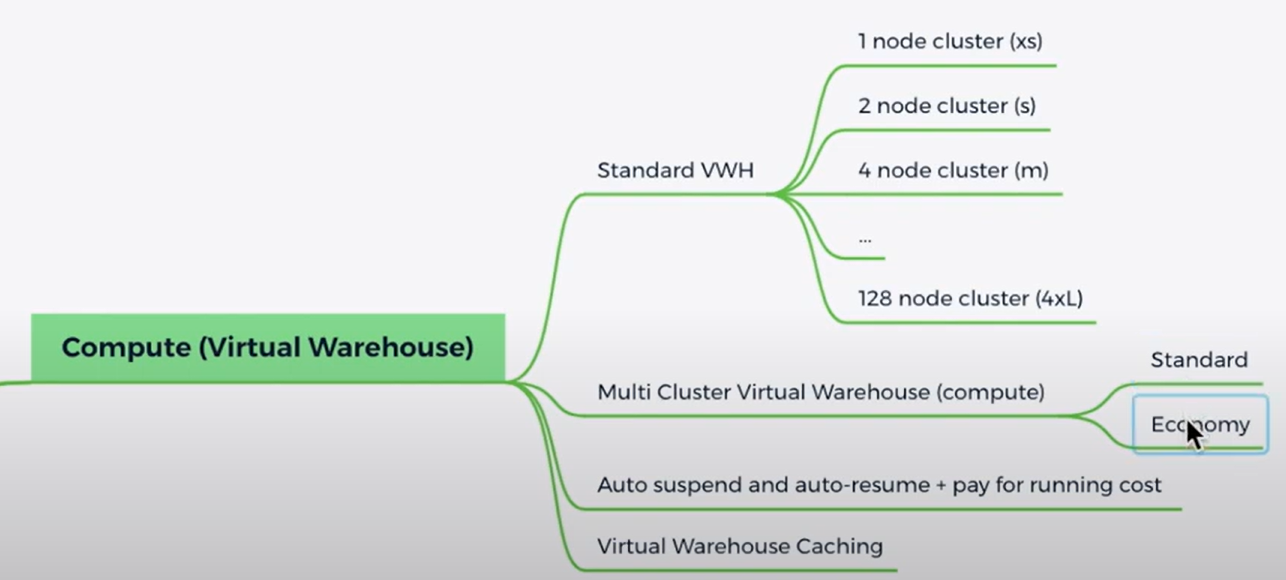 1 node cluster (xs)
2 node cluster (s)
Standard VWH
4 node cluster (m)
...
128 node cluster (4xL)
Compute (Virtual Warehouse)
Standard
Multi Cluster Virtual Warehouse (compute)
Economy
Auto suspend and auto-resume + pay for running cost
Virtual Warehouse Caching